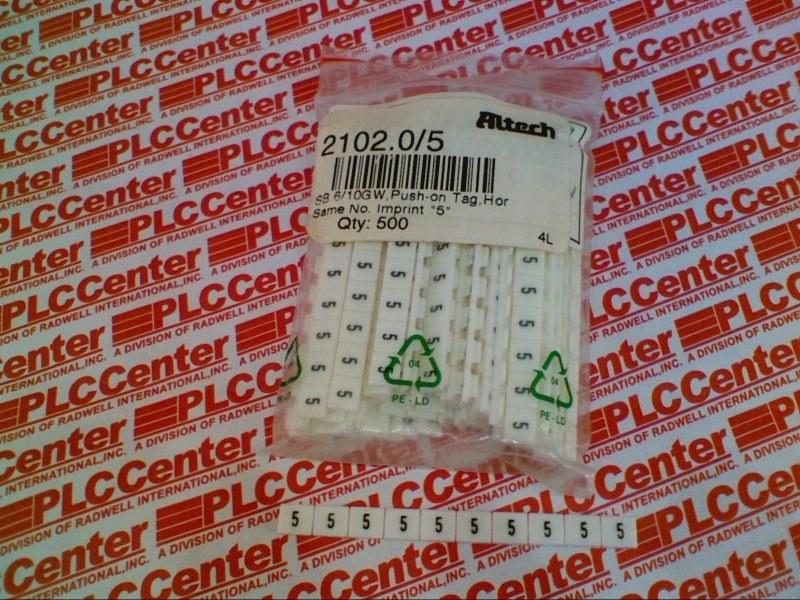 Altech
2102.0/5
SB 6/10GW, Push-on Tag, Hor
Same No. Imprint "5"
Qty: 500
4L
04
PE-LD
04
PE-LD
5 5 5 5 5 5 5 5 5 5
PLCCenter
A DIVISION OF RADWELL INTERNATIONAL, INC.